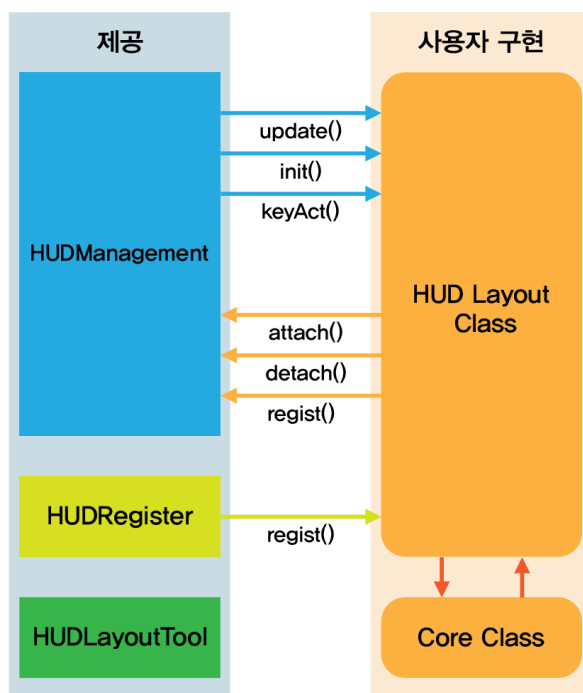 제공
사용자 구현
HUDManagement
update()
init()
keyAct()
attach()
detach()
regist()
HUD Layout
Class
HUDRegister
regist()
HUDLayoutTool
Core Class